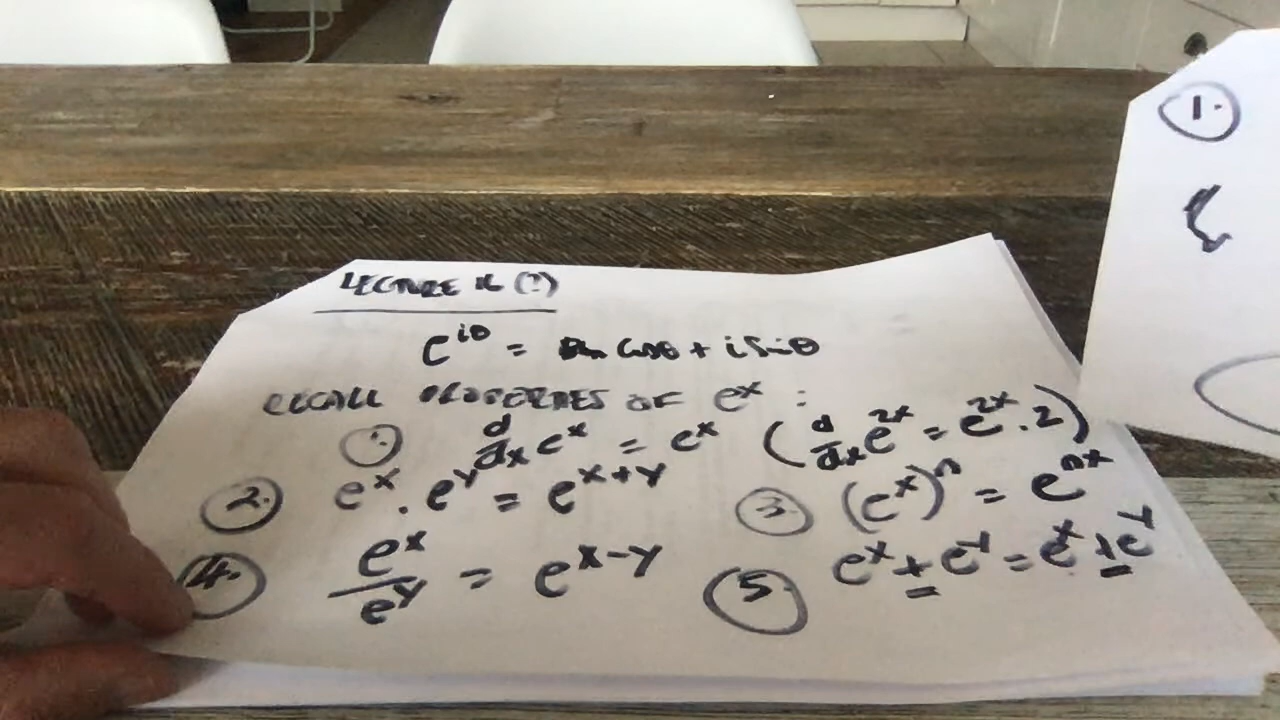 LECTURE 16 (?)
e^{iθ} = cosθ + i sinθ
RECALL PROPERTIES OF e^x :
1. d/dx e^x = e^x (d/dx e^{2x} = e^{2x} . 2)
2. e^x . e^y = e^{x+y} 3. (e^x)^n = e^{nx}
4. e^x/e^y = e^{x-y} 5. e^x + e^y = e^x + e^y
1.